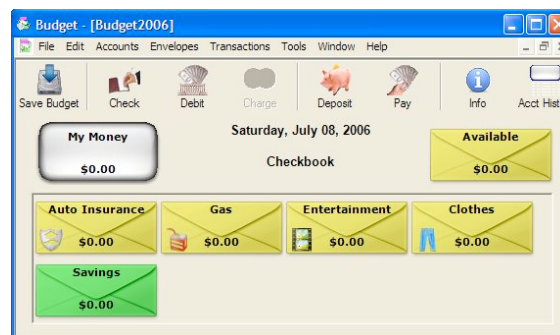 Budget - [Budget2006]
File Edit Accounts Envelopes Transactions Tools Window Help
Save Budget Check Debit Charge Deposit Pay Info Acct Hist
My Money
$0.00
Saturday, July 08, 2006
Checkbook
Available
$0.00
Auto Insurance Gas Entertainment Clothes
$0.00 $0.00 $0.00 $0.00
Savings
$0.00